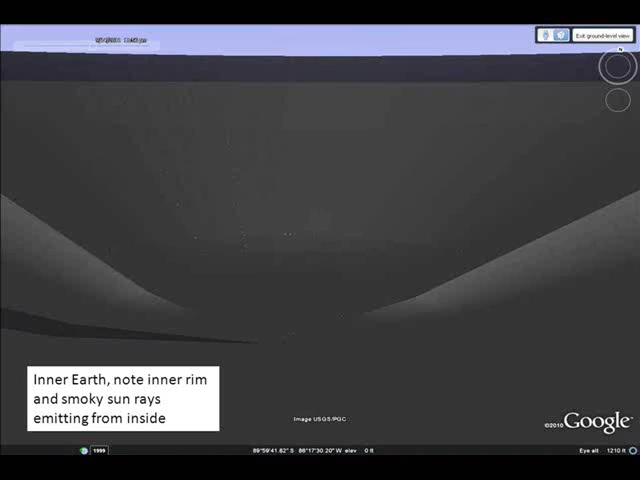 Exit ground-level view
N
Inner Earth, note inner rim
and smoky sun rays
emitting from inside
Image USGS/PGC
©2010 Google
1999
89°59'41.82" S 86°17'30.20" W elev 0 ft
Eye alt 1210 ft